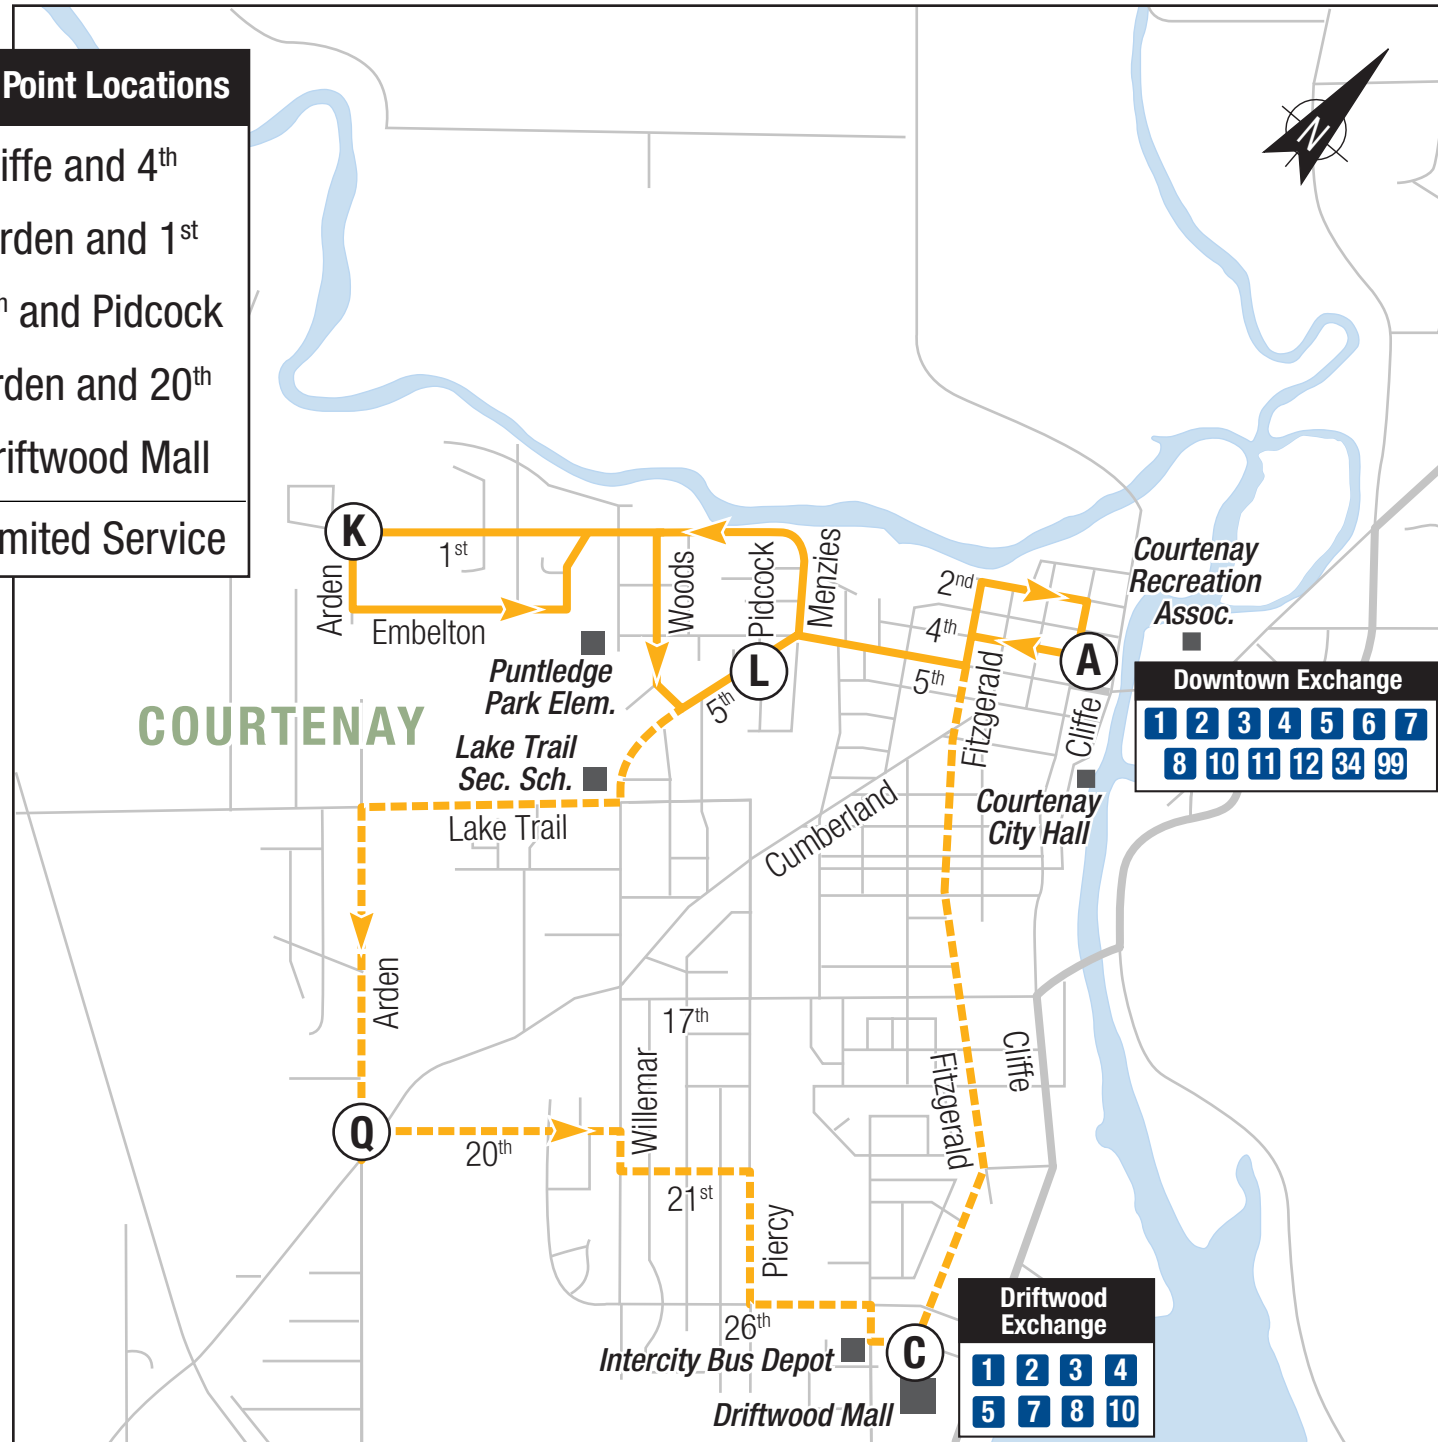 Point Locations
iffe and 4th
rden and 1st
h and Pidcock
rden and 20th
riftwood Mall
mited Service
N
K
1st
Arden
Embelton
Woods
Pidcock
Menzies
2nd
4th
5th
A
L
5th
Fitzgerald
Cliffe
Courtenay
Recreation
Assoc.
Downtown Exchange
1 2 3 4 5 6 7
8 10 11 12 34 99
Puntledge
Park Elem.
COURTENAY
Lake Trail
Sec. Sch.
Lake Trail
Cumberland
Courtenay
City Hall
Arden
17th
Cliffe
Fitzgerald
Willemar
Q
20th
21st
Piercy
26th
Intercity Bus Depot
C
Driftwood Mall
Driftwood
Exchange
1 2 3 4
5 7 8 10